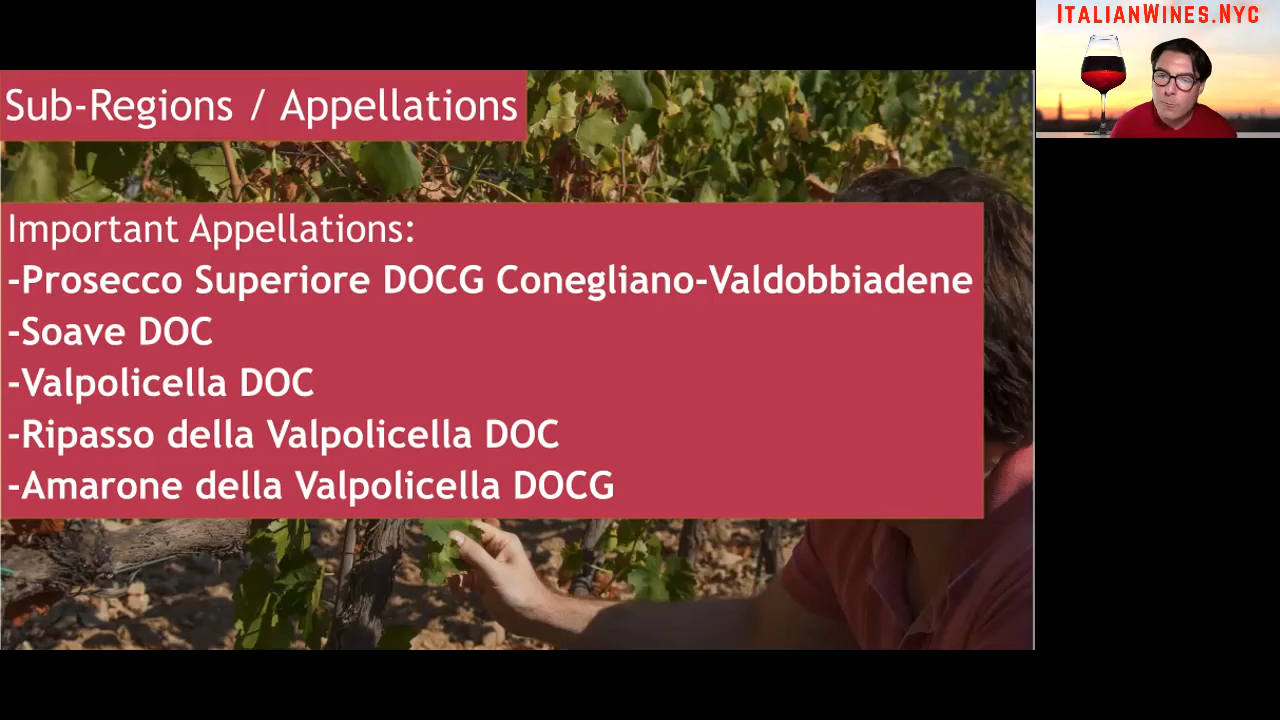 ItalianWines.Nyc
Sub-Regions / Appellations
Important Appellations:
-Prosecco Superiore DOCG Conegliano-Valdobbiadene
-Soave DOC
-Valpolicella DOC
-Ripasso della Valpolicella DOC
-Amarone della Valpolicella DOCG